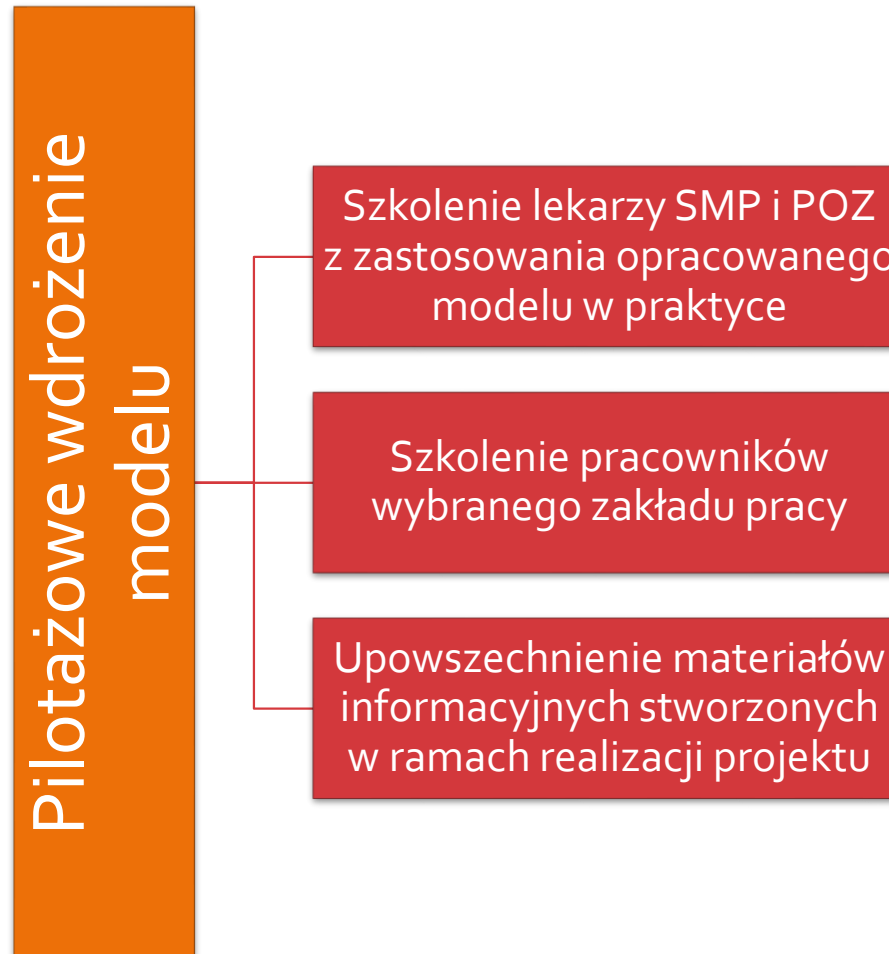 Pilotażowe wdrożenie
modelu
Szkolenie lekarzy SMP i POZ
z zastosowania opracowanego
modelu w praktyce
Szkolenie pracowników
wybranego zakładu pracy
Upowszechnienie materiałów
informacyjnych stworzonych
w ramach realizacji projektu